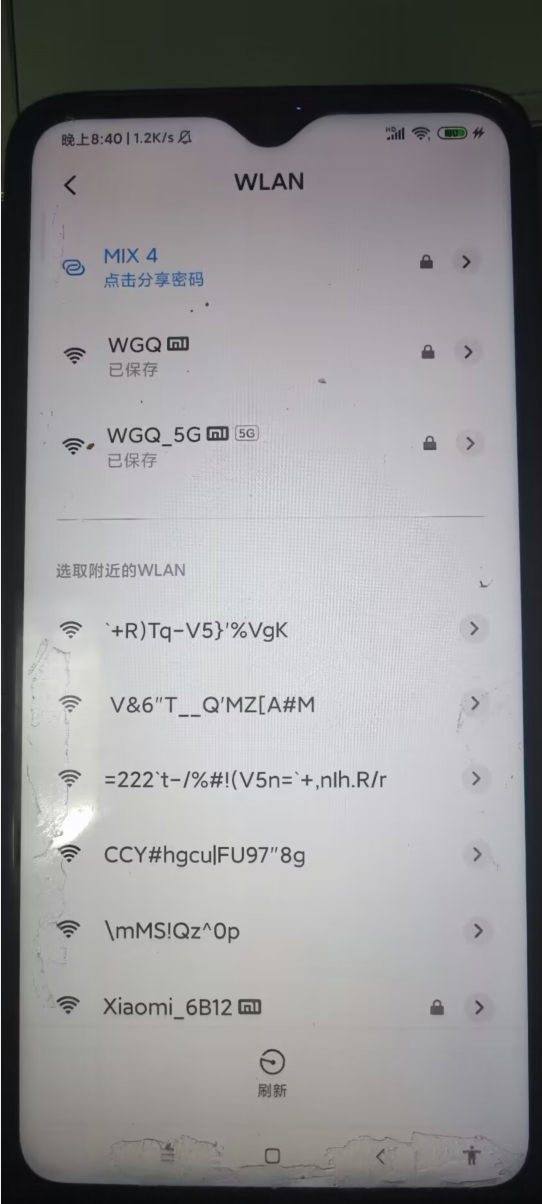 晚上8:40 | 1.2K/s
WLAN
MIX 4
点击分享密码
WGQ
已保存
WGQ_5G 5G
已保存
选取附近的WLAN
`+R)Tq-V5}'%VgK
V&6"T__Q'MZ[A#M
=222`t-/%#!(V5n=`+,nIh.R/r
CCY#hgcu|FU97"8g
\mMS!Qz^0p
Xiaomi_6B12
刷新